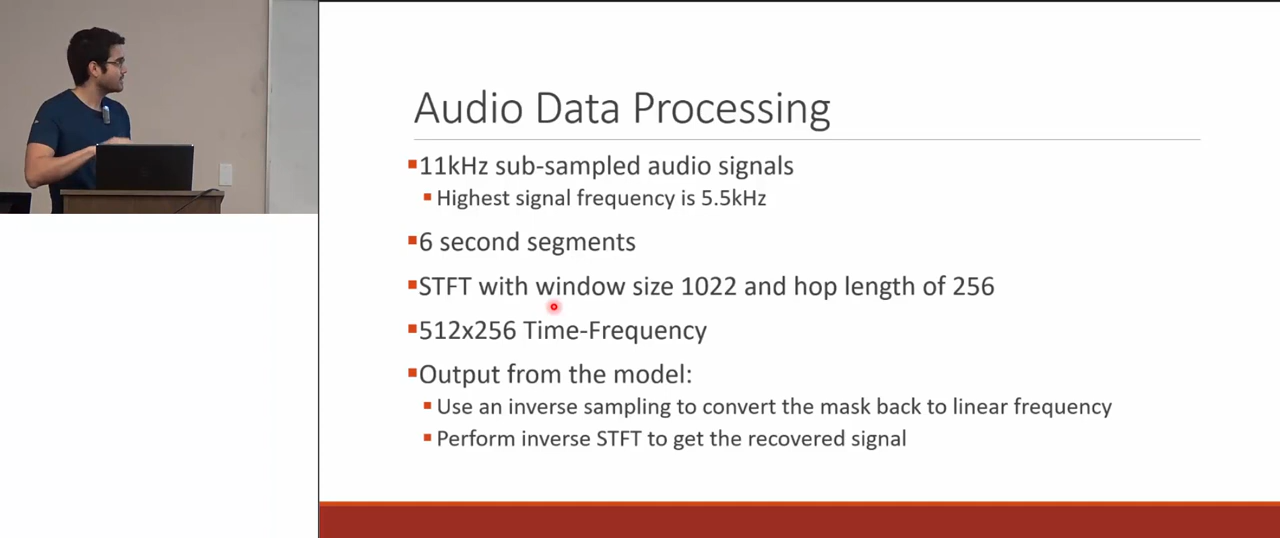 Audio Data Processing
11kHz sub-sampled audio signals
Highest signal frequency is 5.5kHz
6 second segments
STFT with window size 1022 and hop length of 256
512x256 Time-Frequency
Output from the model:
Use an inverse sampling to convert the mask back to linear frequency
Perform inverse STFT to get the recovered signal